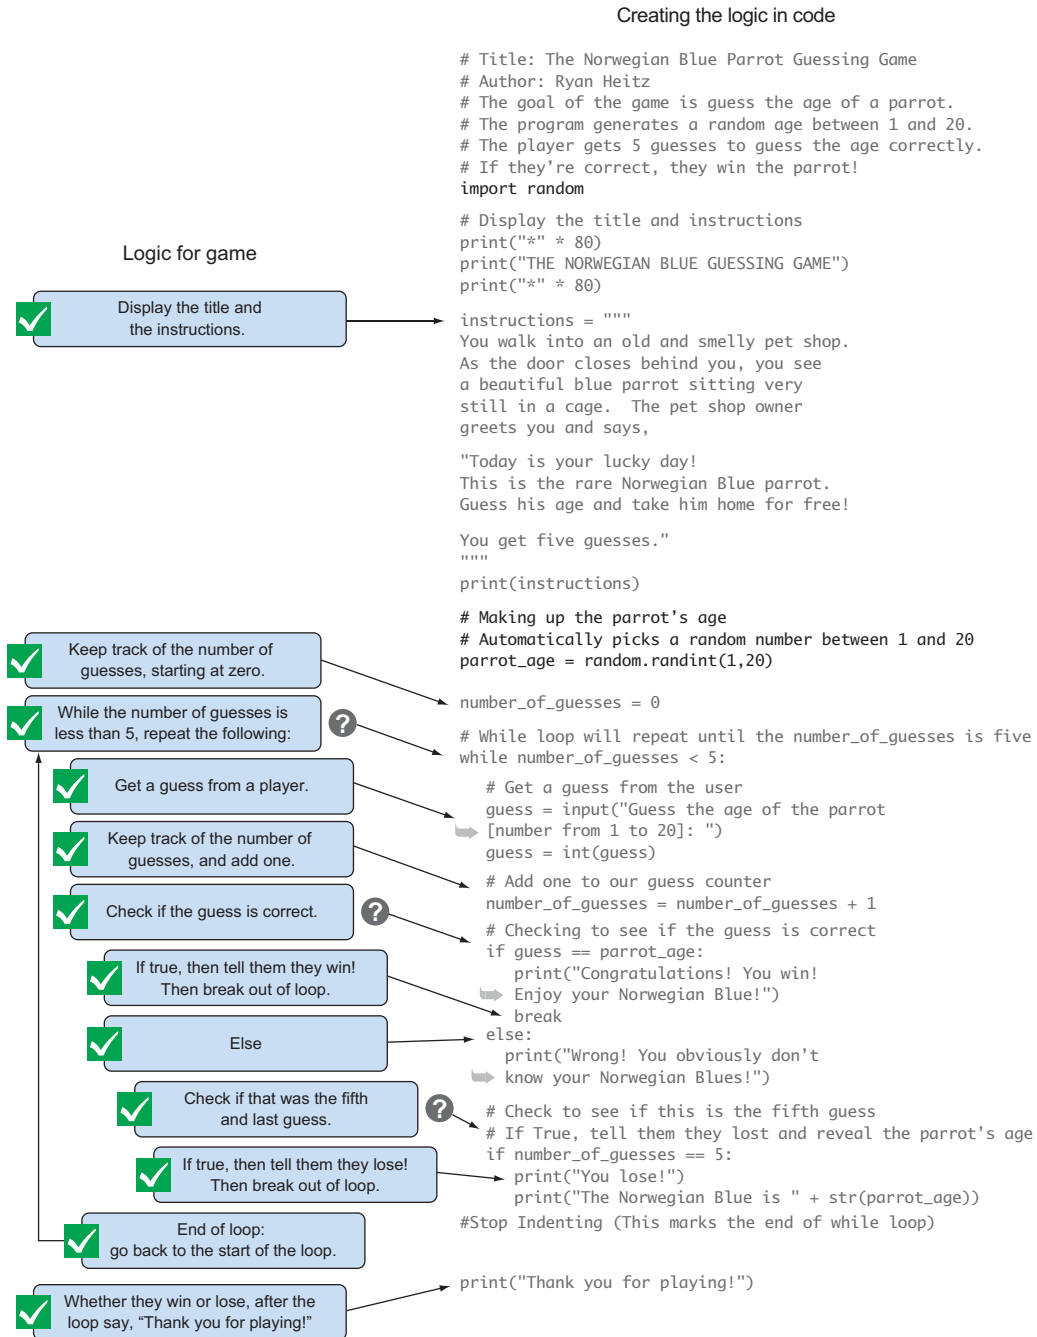 Creating the logic in code
# Title: The Norwegian Blue Parrot Guessing Game
# Author: Ryan Heitz
# The goal of the game is guess the age of a parrot.
# The program generates a random age between 1 and 20.
# The player gets 5 guesses to guess the age correctly.
# If they’re correct, they win the parrot!
import random
# Display the title and instructions
print("*" * 80)
print("THE NORWEGIAN BLUE GUESSING GAME")
print("*" * 80)
Logic for game
Display the title and
the instructions.
instructions = """
You walk into an old and smelly pet shop.
As the door closes behind you, you see
a beautiful blue parrot sitting very
still in a cage.  The pet shop owner
greets you and says,
"Today is your lucky day!
This is the rare Norwegian Blue parrot.
Guess his age and take him home for free!
You get five guesses."
"""
print(instructions)
# Making up the parrot’s age
# Automatically picks a random number between 1 and 20
parrot_age = random.randint(1,20)
Keep track of the number of
guesses, starting at zero.
number_of_guesses = 0
While the number of guesses is
less than 5, repeat the following:
?
# While loop will repeat until the number_of_guesses is five
while number_of_guesses < 5:
Get a guess from a player.
# Get a guess from the user
guess = input("Guess the age of the parrot
[number from 1 to 20]: ")
guess = int(guess)
Keep track of the number of
guesses, and add one.
# Add one to our guess counter
number_of_guesses = number_of_guesses + 1
Check if the guess is correct.
?
# Checking to see if the guess is correct
if guess == parrot_age:
print("Congratulations! You win!
Enjoy your Norwegian Blue!")
break
If true, then tell them they win!
Then break out of loop.
Else
else:
print("Wrong! You obviously don’t
know your Norwegian Blues!")
Check if that was the fifth
and last guess.
?
# Check to see if this is the fifth guess
# If True, tell them they lost and reveal the parrot’s age
if number_of_guesses == 5:
print("You lose!")
print("The Norwegian Blue is " + str(parrot_age))
If true, then tell them they lose!
Then break out of loop.
#Stop Indenting (This marks the end of while loop)
End of loop:
go back to the start of the loop.
print("Thank you for playing!")
Whether they win or lose, after the
loop say, “Thank you for playing!”